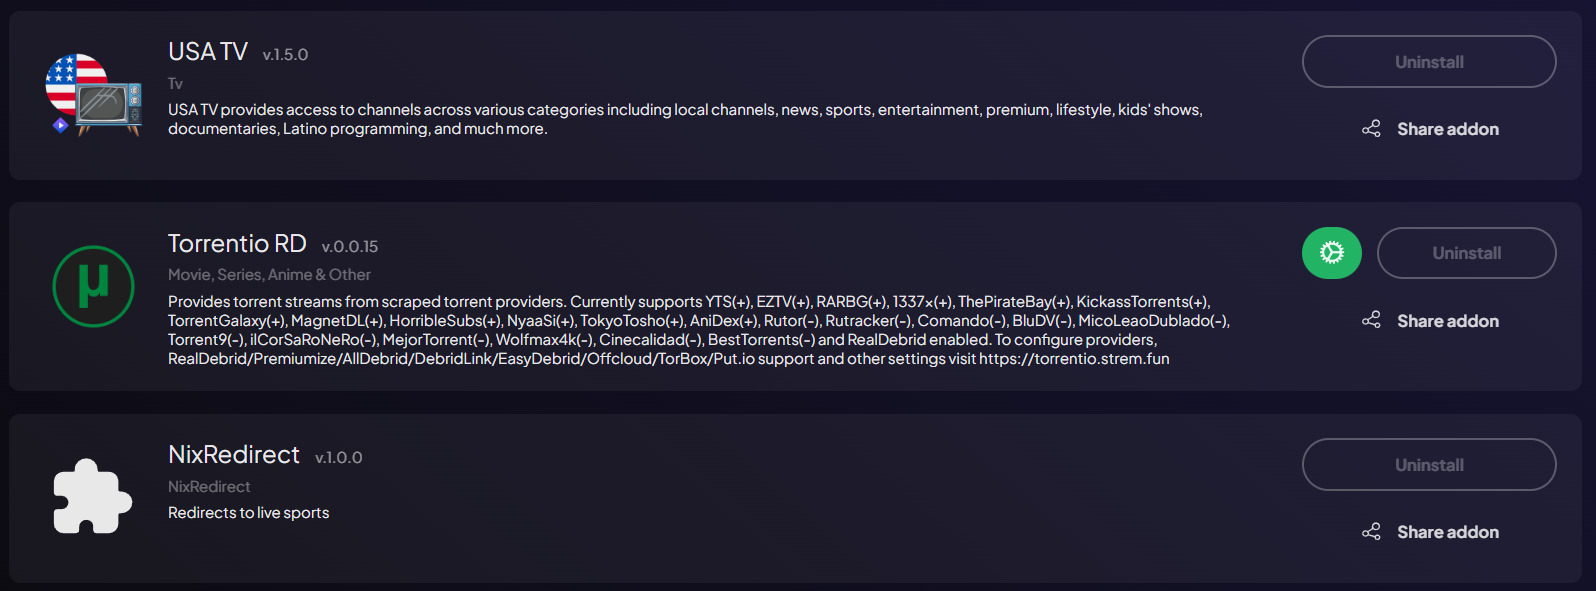 USA TV v.1.5.0
Tv
USA TV provides access to channels across various categories including local channels, news, sports, entertainment, premium, lifestyle, kids' shows,
documentaries, Latino programming, and much more.
Uninstall
Share addon
µ
Torrentio RD v.0.0.15
Movie, Series, Anime & Other
Provides torrent streams from scraped torrent providers. Currently supports YTS(+), EZTV(+), RARBG(+), 1337x(+), ThePirateBay(+), KickassTorrents(+),
TorrentGalaxy(+), MagnetDL(+), HorribleSubs(+), NyaaSi(+), TokyoTosho(+), AniDex(+), Rutor(-), Rutracker(-), Comando(-), BluDV(-), MicoLeaoDublado(-),
Torrent9(-), ilCorSaRoNeRo(-), MejorTorrent(-), Wolfmax4k(-), Cinecalidad(-), BestTorrents(-) and RealDebrid enabled. To configure providers,
RealDebrid/Premiumize/AllDebrid/DebridLink/EasyDebrid/Offcloud/TorBox/Put.io support and other settings visit https://torrentio.strem.fun
Uninstall
Share addon
NixRedirect v.1.0.0
NixRedirect
Redirects to live sports
Uninstall
Share addon